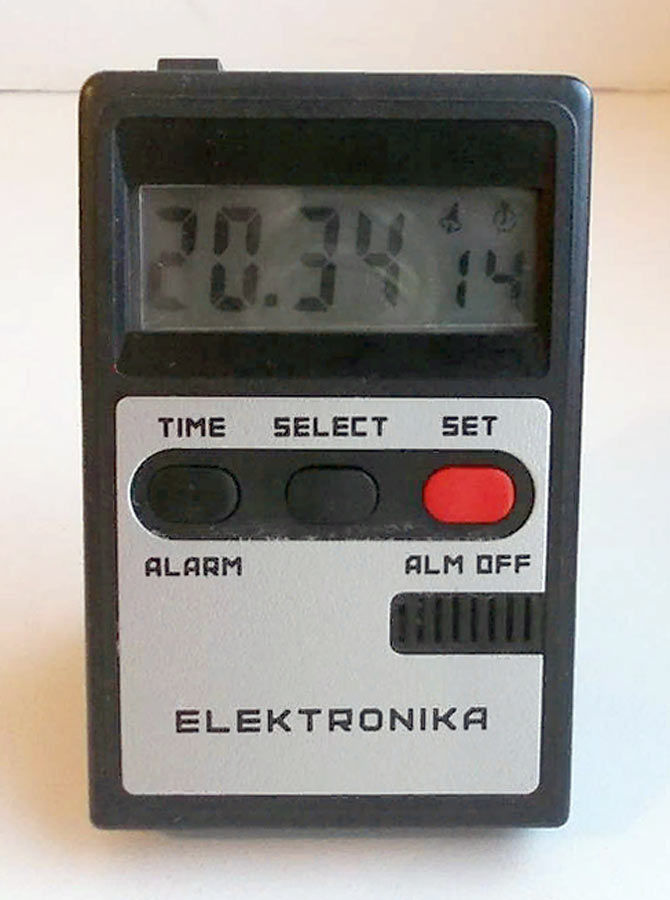 20.34 14
TIME SELECT SET
ALARM ALM OFF
ELEKTRONIKA